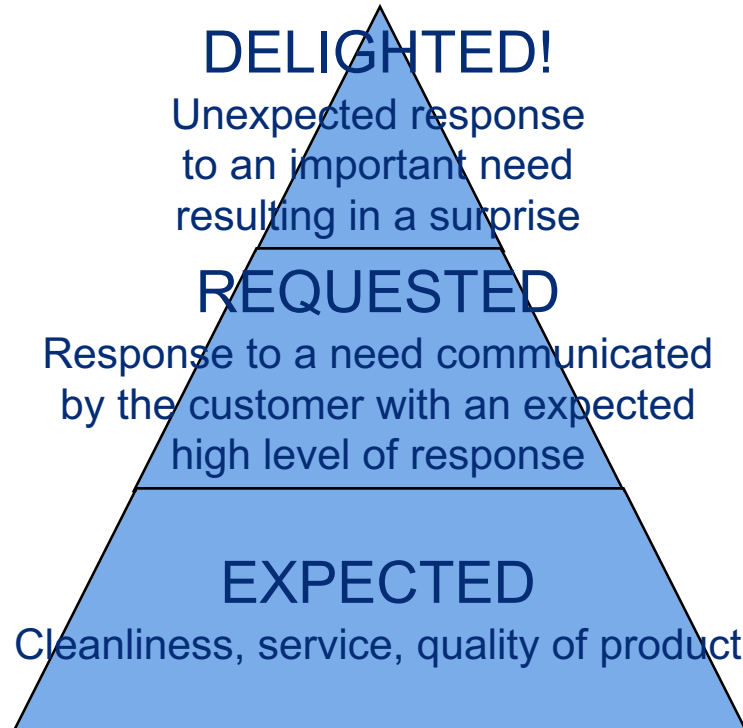 DELIGHTED!
Unexpected response
to an important need
resulting in a surprise
REQUESTED
Response to a need communicated
by the customer with an expected
high level of response
EXPECTED
Cleanliness, service, quality of product